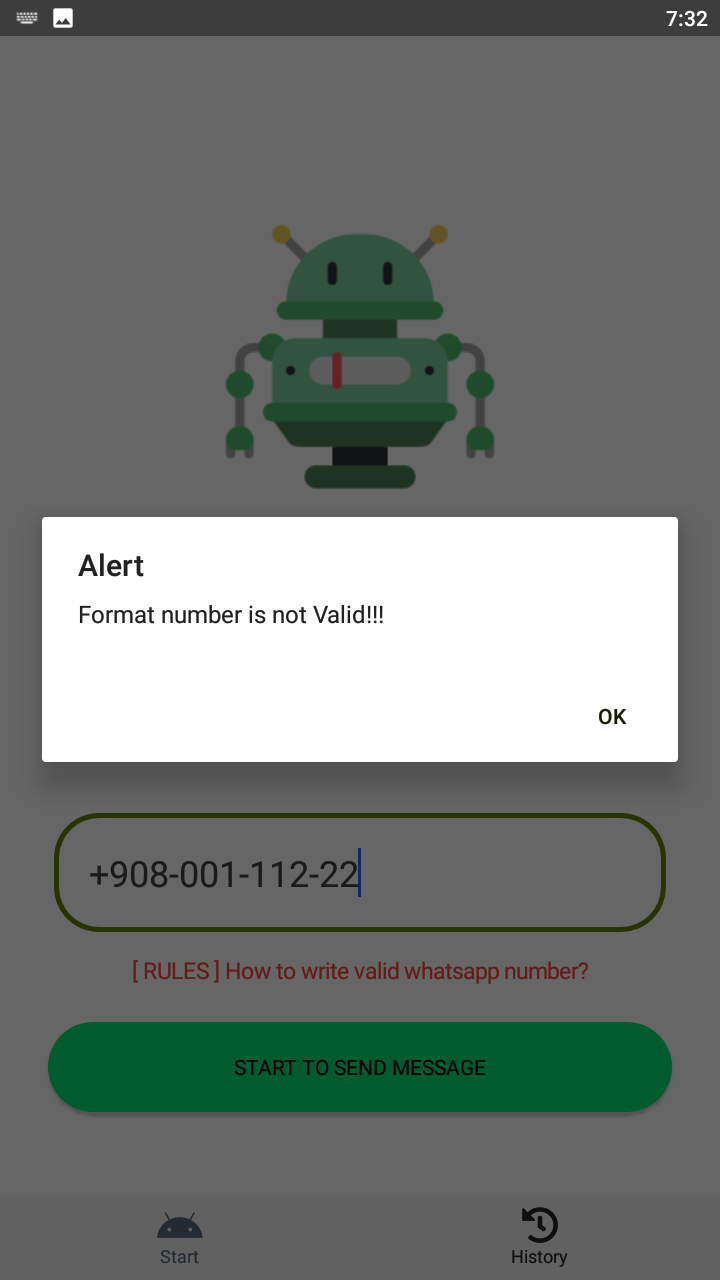 7:32
Alert
Format number is not Valid!!!
OK
+908-001-112-22
[ RULES ] How to write valid whatsapp number?
START TO SEND MESSAGE
Start
History